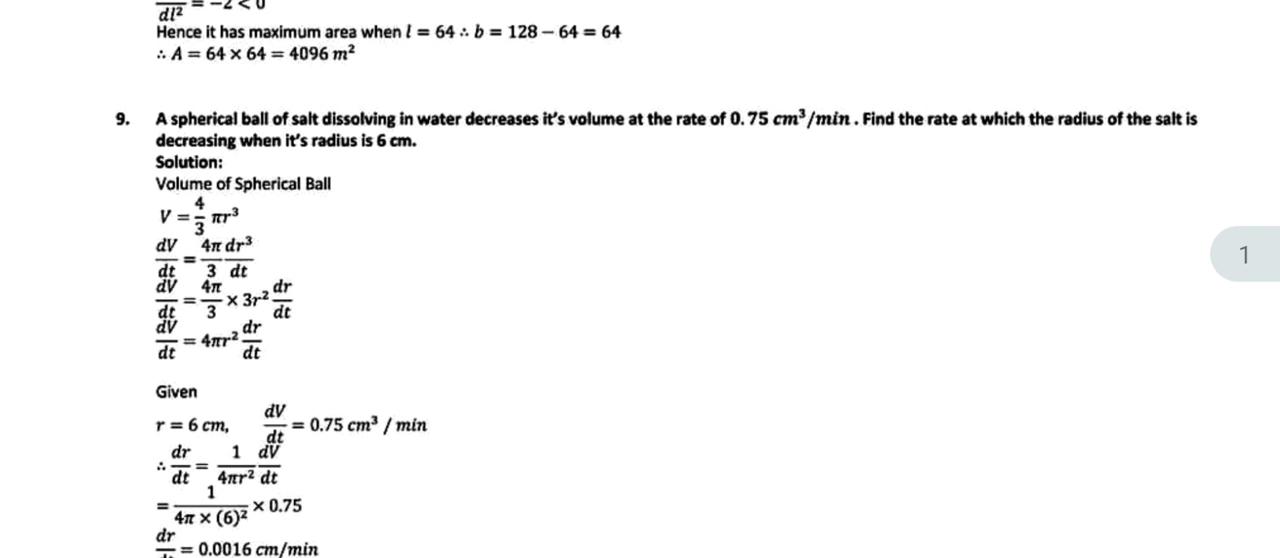 dl² = −2 < 0
Hence it has maximum area when l = 64 ∴ b = 128 − 64 = 64
∴ A = 64 × 64 = 4096 m²
9. A spherical ball of salt dissolving in water decreases it's volume at the rate of 0.75 cm³/min . Find the rate at which the radius of the salt is
decreasing when it's radius is 6 cm.
Solution:
Volume of Spherical Ball
V = 4/3 πr³
dV/dt = 4π/3 dr³/dt
dV/dt = 4π/3 × 3r² dr/dt
dV/dt = 4πr² dr/dt
Given
r = 6 cm, dV/dt = 0.75 cm³ / min
∴ dr/dt = 1/4πr² dV/dt
= 1/4π × (6)² × 0.75
dr/dt = 0.0016 cm/min
1